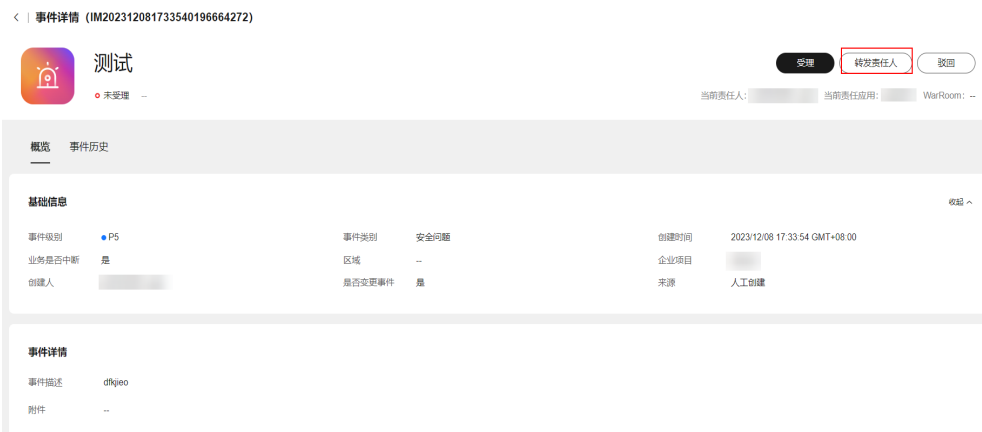 < | 事件详情（IM202312081733540196664272）
测试
受理 转发责任人 驳回
未受理 --
当前责任人: 当前责任应用: WarRoom: --
概览 事件历史
基础信息 收起
事件级别 P5 事件类别 安全问题 创建时间 2023/12/08 17:33:54 GMT+08:00
业务是否中断 是 区域 -- 企业项目
创建人 是否变更事件 是 来源 人工创建
事件详情
事件描述 dfkjieo
附件 --